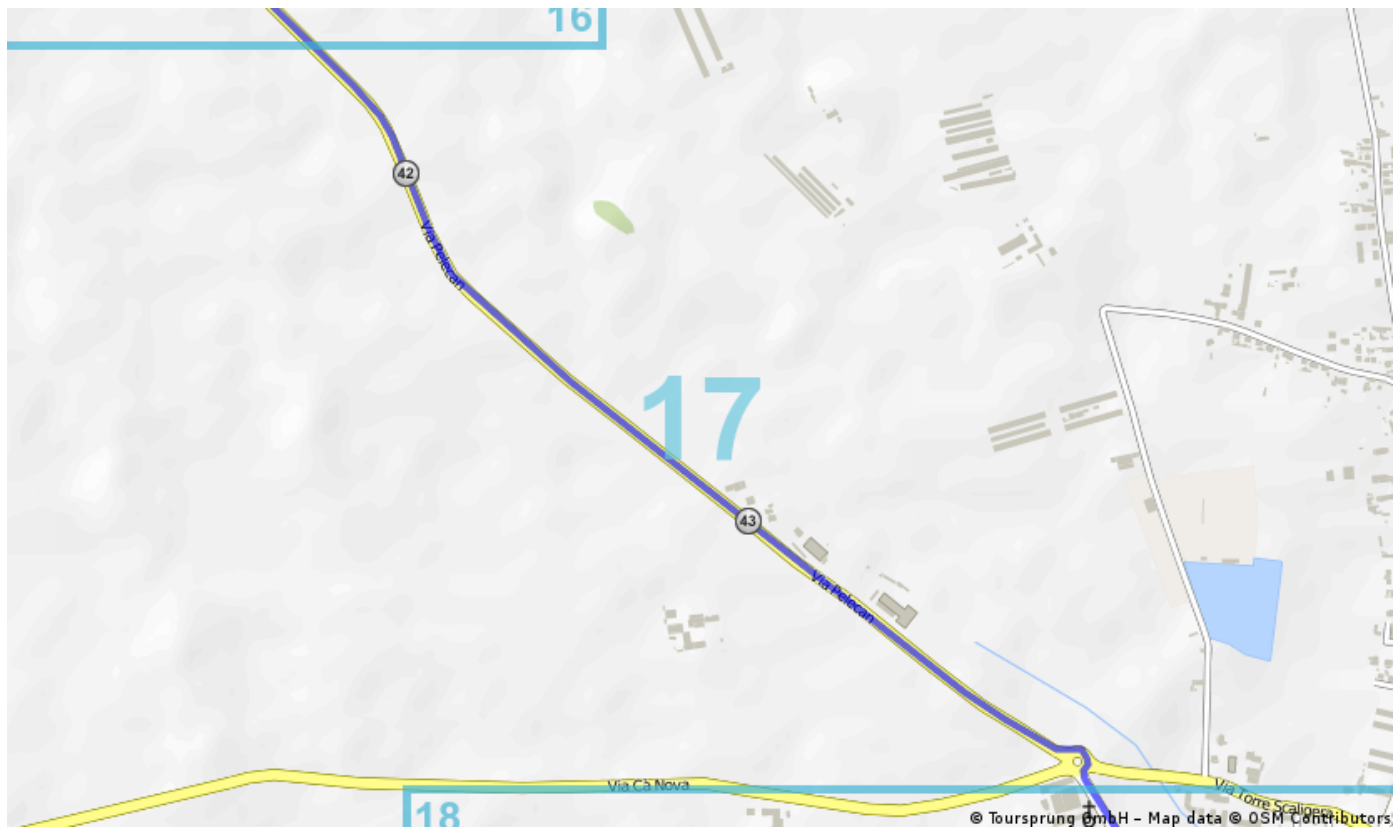 16
42
Via Pelecan
17
43
Via Pelecan
Via Cà Nova
Via Torre Scaligera
18
© Toursprung GmbH – Map data © OSM Contributors